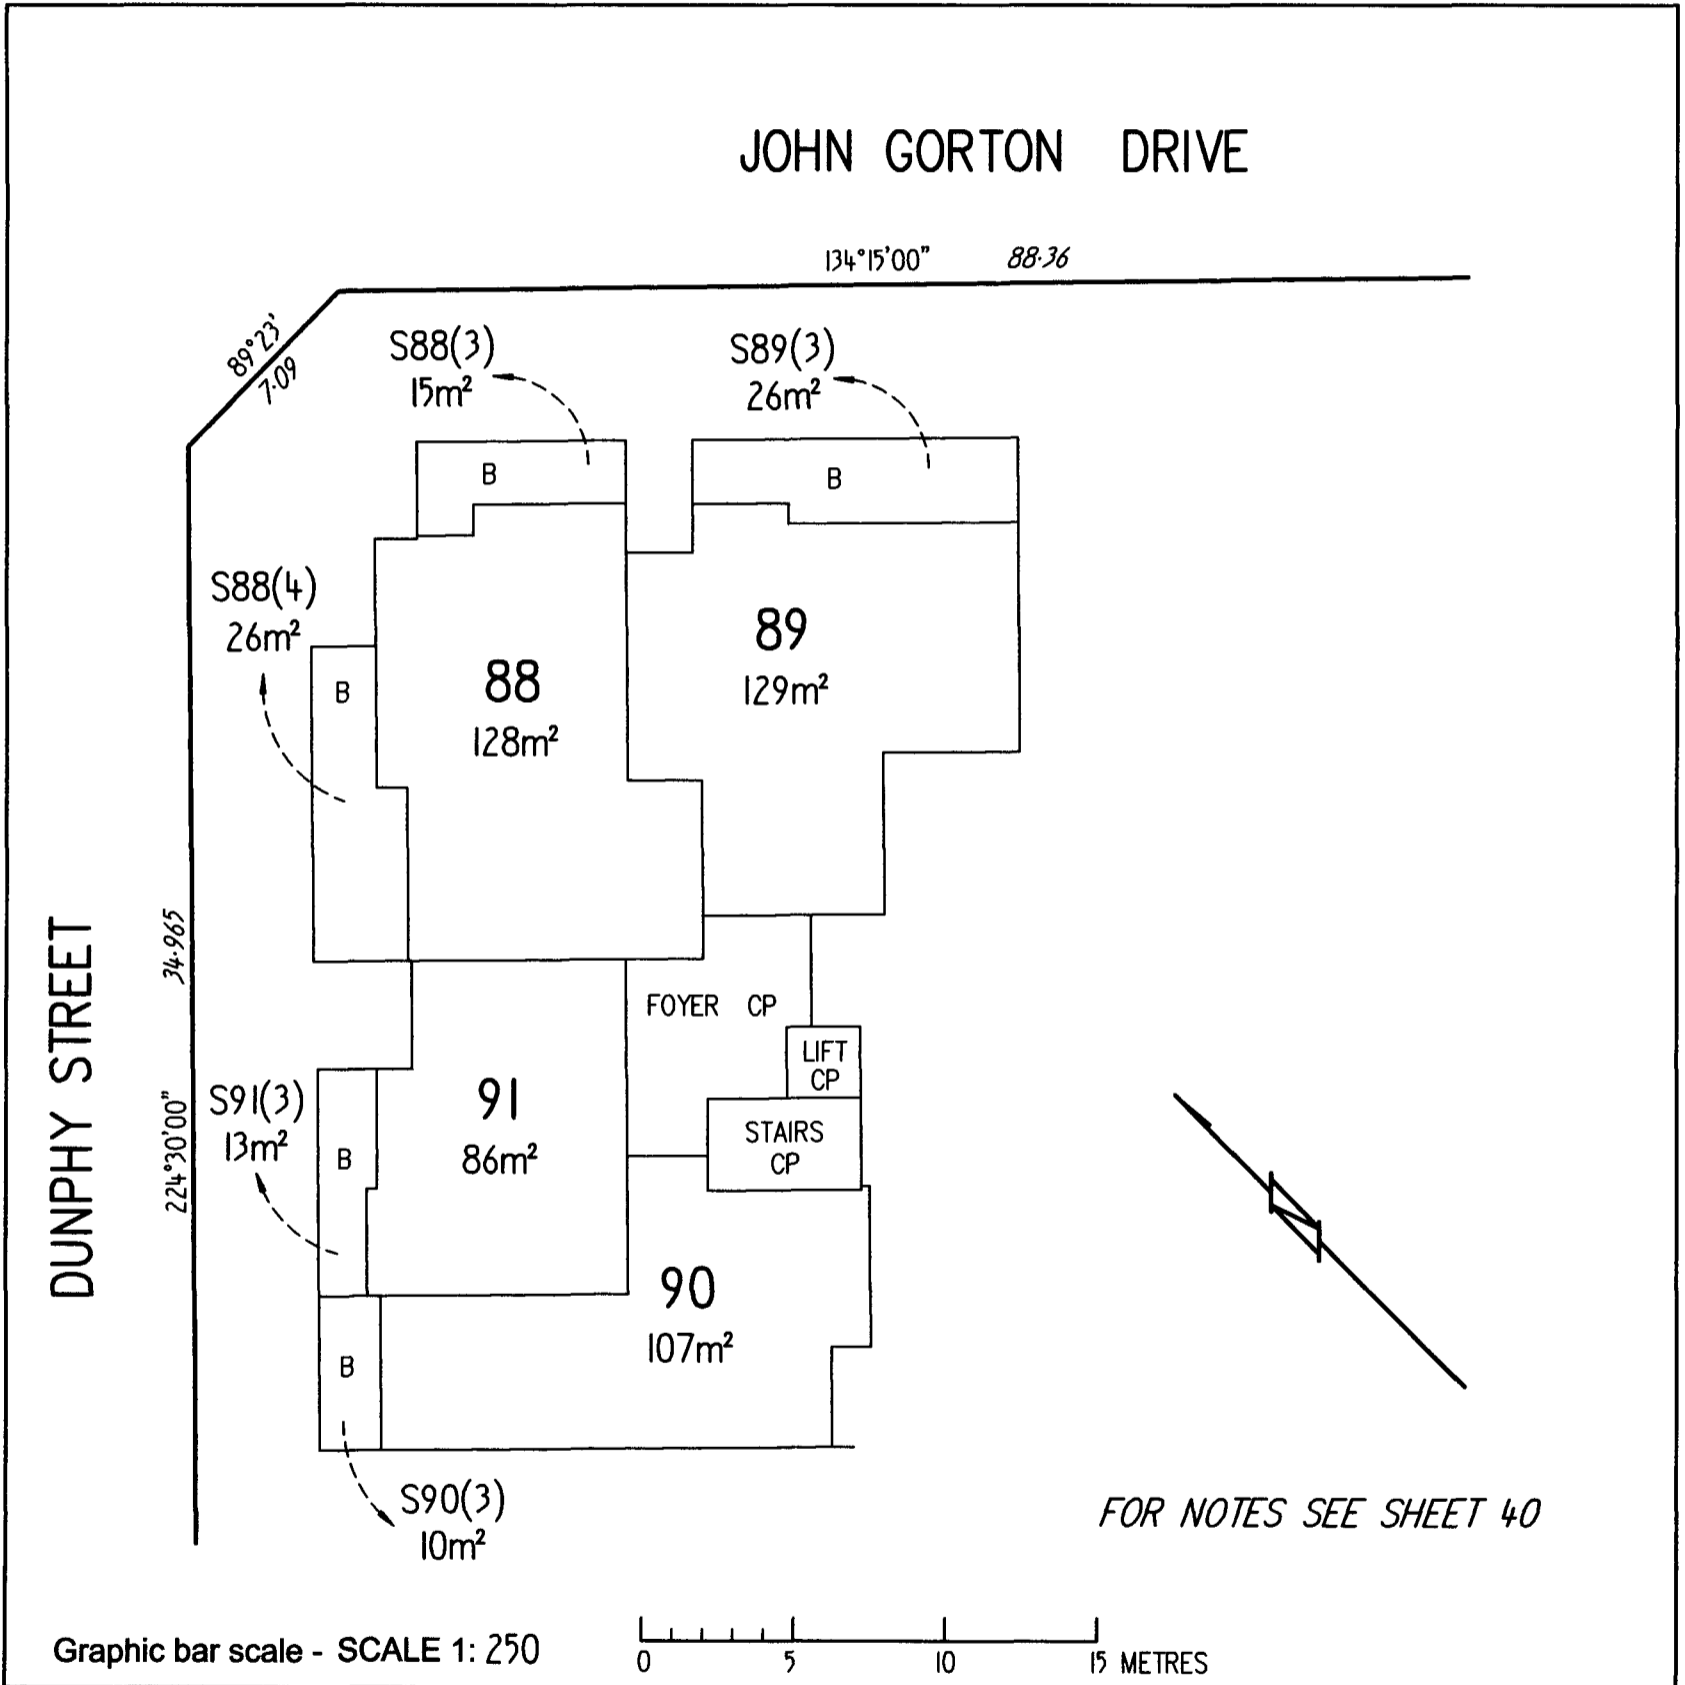 JOHN GORTON DRIVE
134°15'00" 88·36
89°23'
7·09
S88(3)
15m²
S89(3)
26m²
B
B
S88(4)
26m²
B
88
128m²
89
129m²
DUNPHY STREET
224°30'00" 34·965
FOYER CP
LIFT
CP
STAIRS
CP
S91(3)
13m²
B
91
86m²
90
107m²
B
S90(3)
10m²
FOR NOTES SEE SHEET 40
Graphic bar scale - SCALE 1: 250
0 5 10 15 METRES